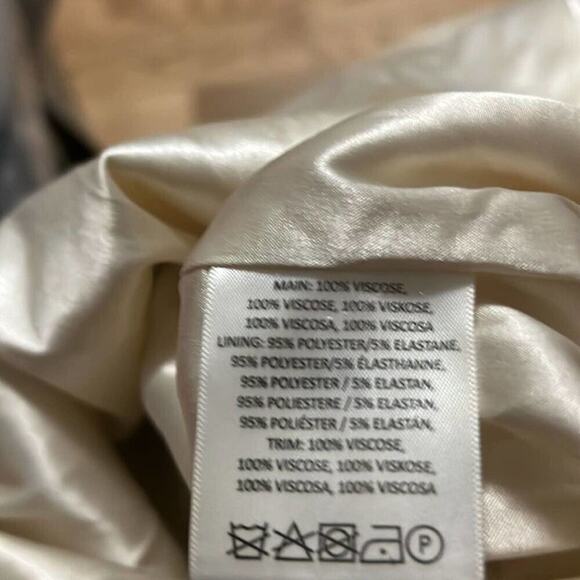 MAIN: 100% VISCOSE,
100% VISCOSE, 100% VISKOSE,
100% VISCOSA, 100% VISCOSA
LINING: 95% POLYESTER/5% ELASTANE,
95% POLYESTER/5% ÉLASTHANNE,
95% POLYESTER / 5% ELASTAN,
95% POLIESTERE / 5% ELASTAN,
95% POLIÉSTER / 5% ELASTAN,
TRIM: 100% VISCOSE,
100% VISCOSE, 100% VISKOSE,
100% VISCOSA, 100% VISCOSA
P